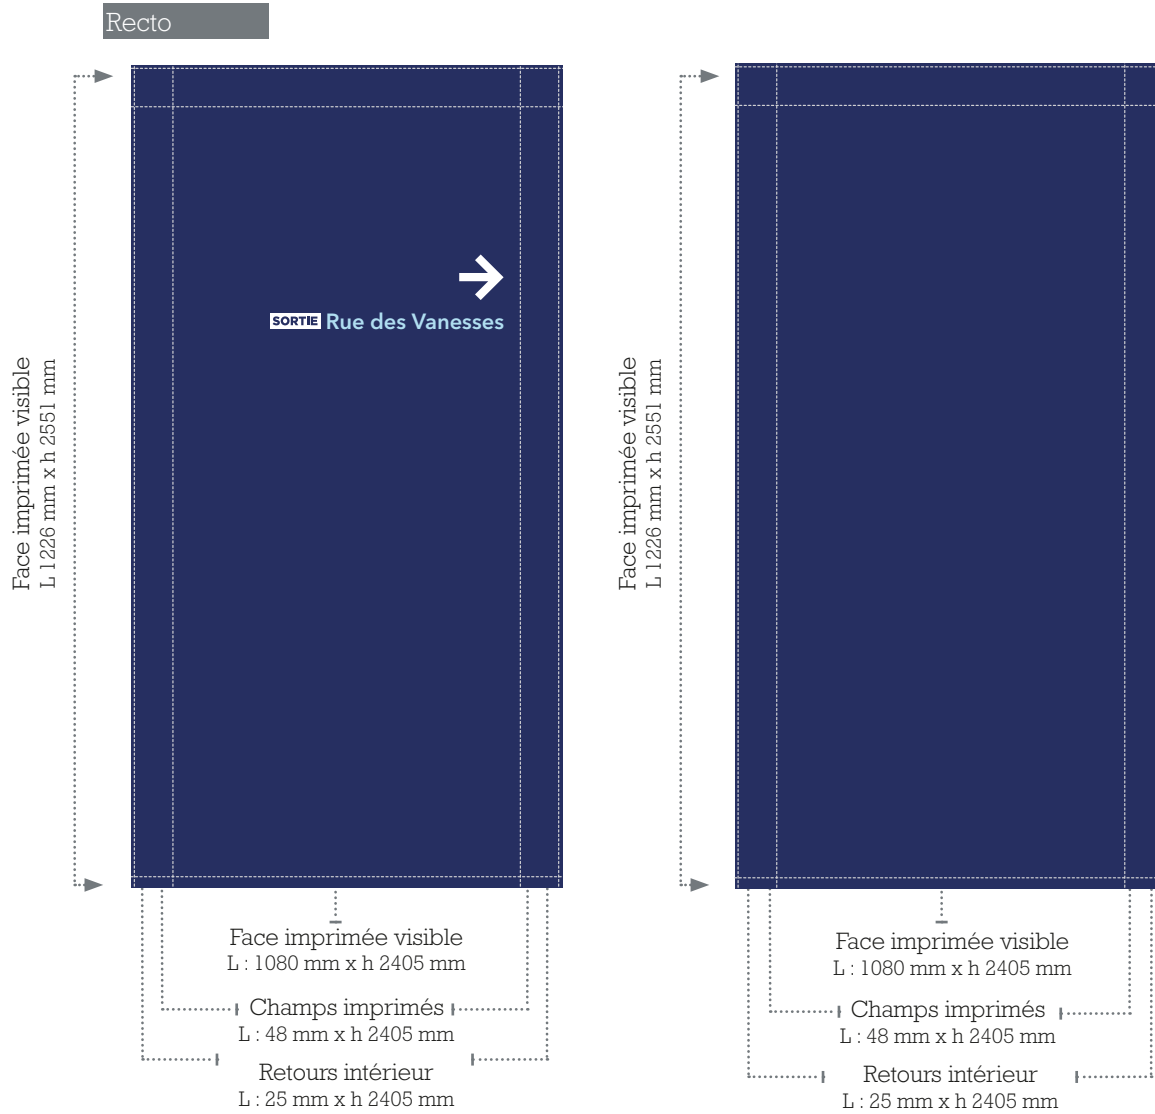 Recto
Face imprimée visible
L 1226 mm x h 2551 mm
SORTIE Rue des Vanesses
Face imprimée visible
L : 1080 mm x h 2405 mm
Champs imprimés
L : 48 mm x h 2405 mm
Retours intérieur
L : 25 mm x h 2405 mm
Face imprimée visible
L 1226 mm x h 2551 mm
Face imprimée visible
L : 1080 mm x h 2405 mm
Champs imprimés
L : 48 mm x h 2405 mm
Retours intérieur
L : 25 mm x h 2405 mm